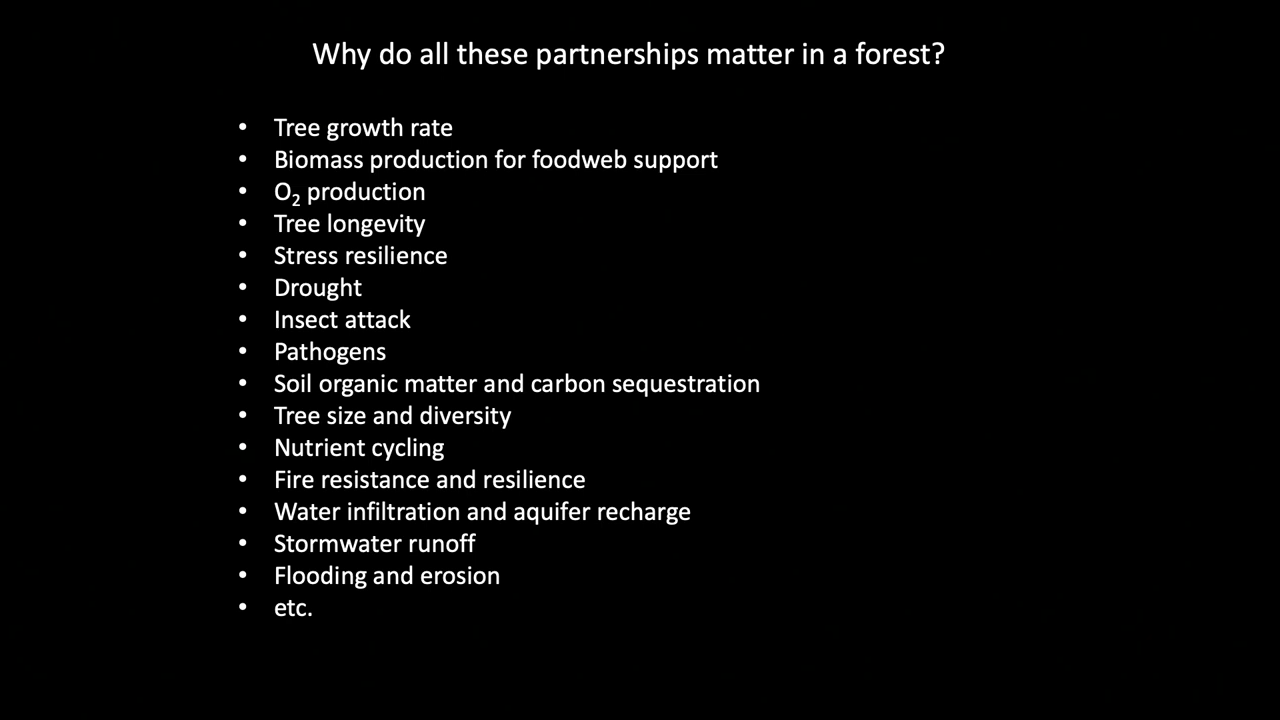 Why do all these partnerships matter in a forest?
• Tree growth rate
• Biomass production for foodweb support
• O₂ production
• Tree longevity
• Stress resilience
• Drought
• Insect attack
• Pathogens
• Soil organic matter and carbon sequestration
• Tree size and diversity
• Nutrient cycling
• Fire resistance and resilience
• Water infiltration and aquifer recharge
• Stormwater runoff
• Flooding and erosion
• etc.